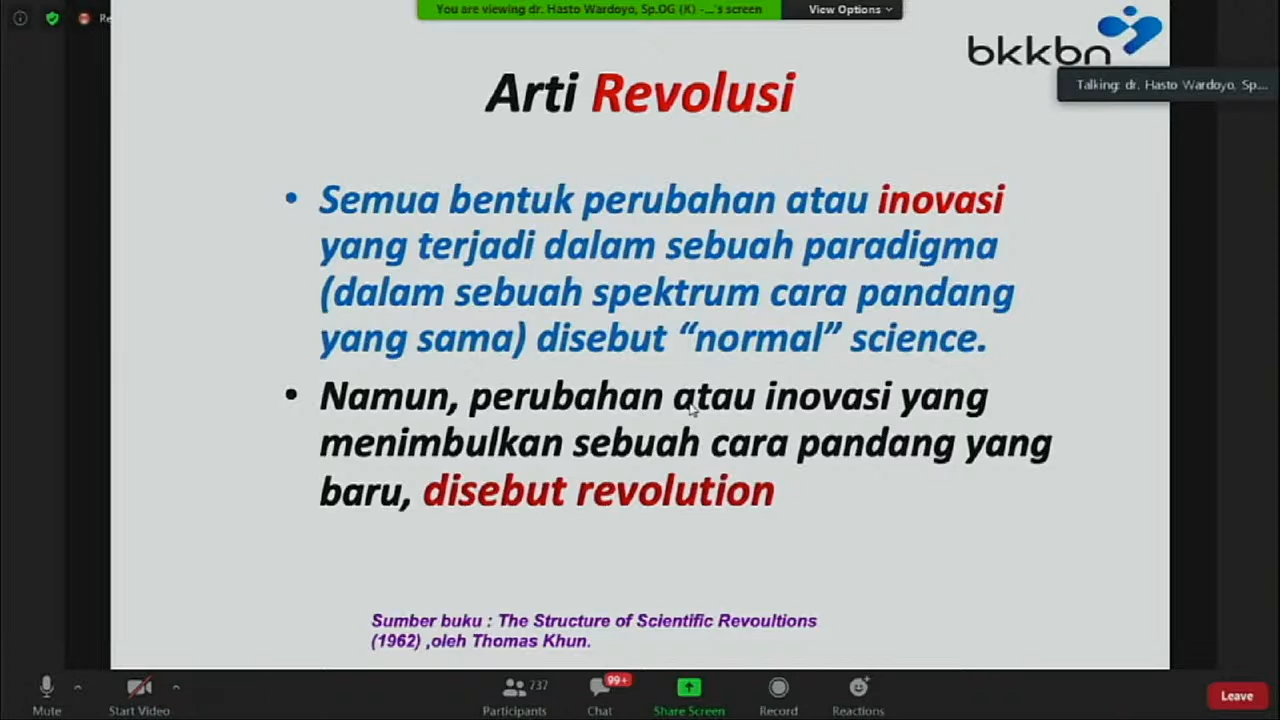 You are viewing dr. Hasto Wardoyo, Sp.OG (K) -...'s screen
View Options
Re
bkkbn
Talking: dr. Hasto Wardoyo, Sp...
Arti Revolusi
• Semua bentuk perubahan atau inovasi
yang terjadi dalam sebuah paradigma
(dalam sebuah spektrum cara pandang
yang sama) disebut “normal” science.
• Namun, perubahan atau inovasi yang
menimbulkan sebuah cara pandang yang
baru, disebut revolution
Sumber buku : The Structure of Scientific Revoultions
(1962) ,oleh Thomas Khun.
737
99+
Mute
Start Video
Participants
Chat
Share Screen
Record
Reactions
Leave